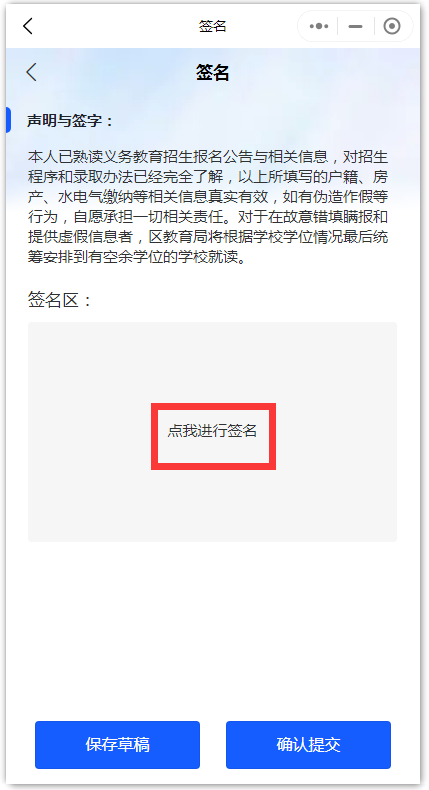 签名
签名
声明与签字：
本人已熟读义务教育招生报名公告与相关信息，对招生
程序和录取办法已经完全了解，以上所填写的户籍、房
产、水电气缴纳等相关信息真实有效，如有伪造作假等
行为，自愿承担一切相关责任。对于在故意错填瞒报和
提供虚假信息者，区教育局将根据学校学位情况最后统
筹安排到有空余学位的学校就读。
签名区：
点我进行签名
保存草稿
确认提交